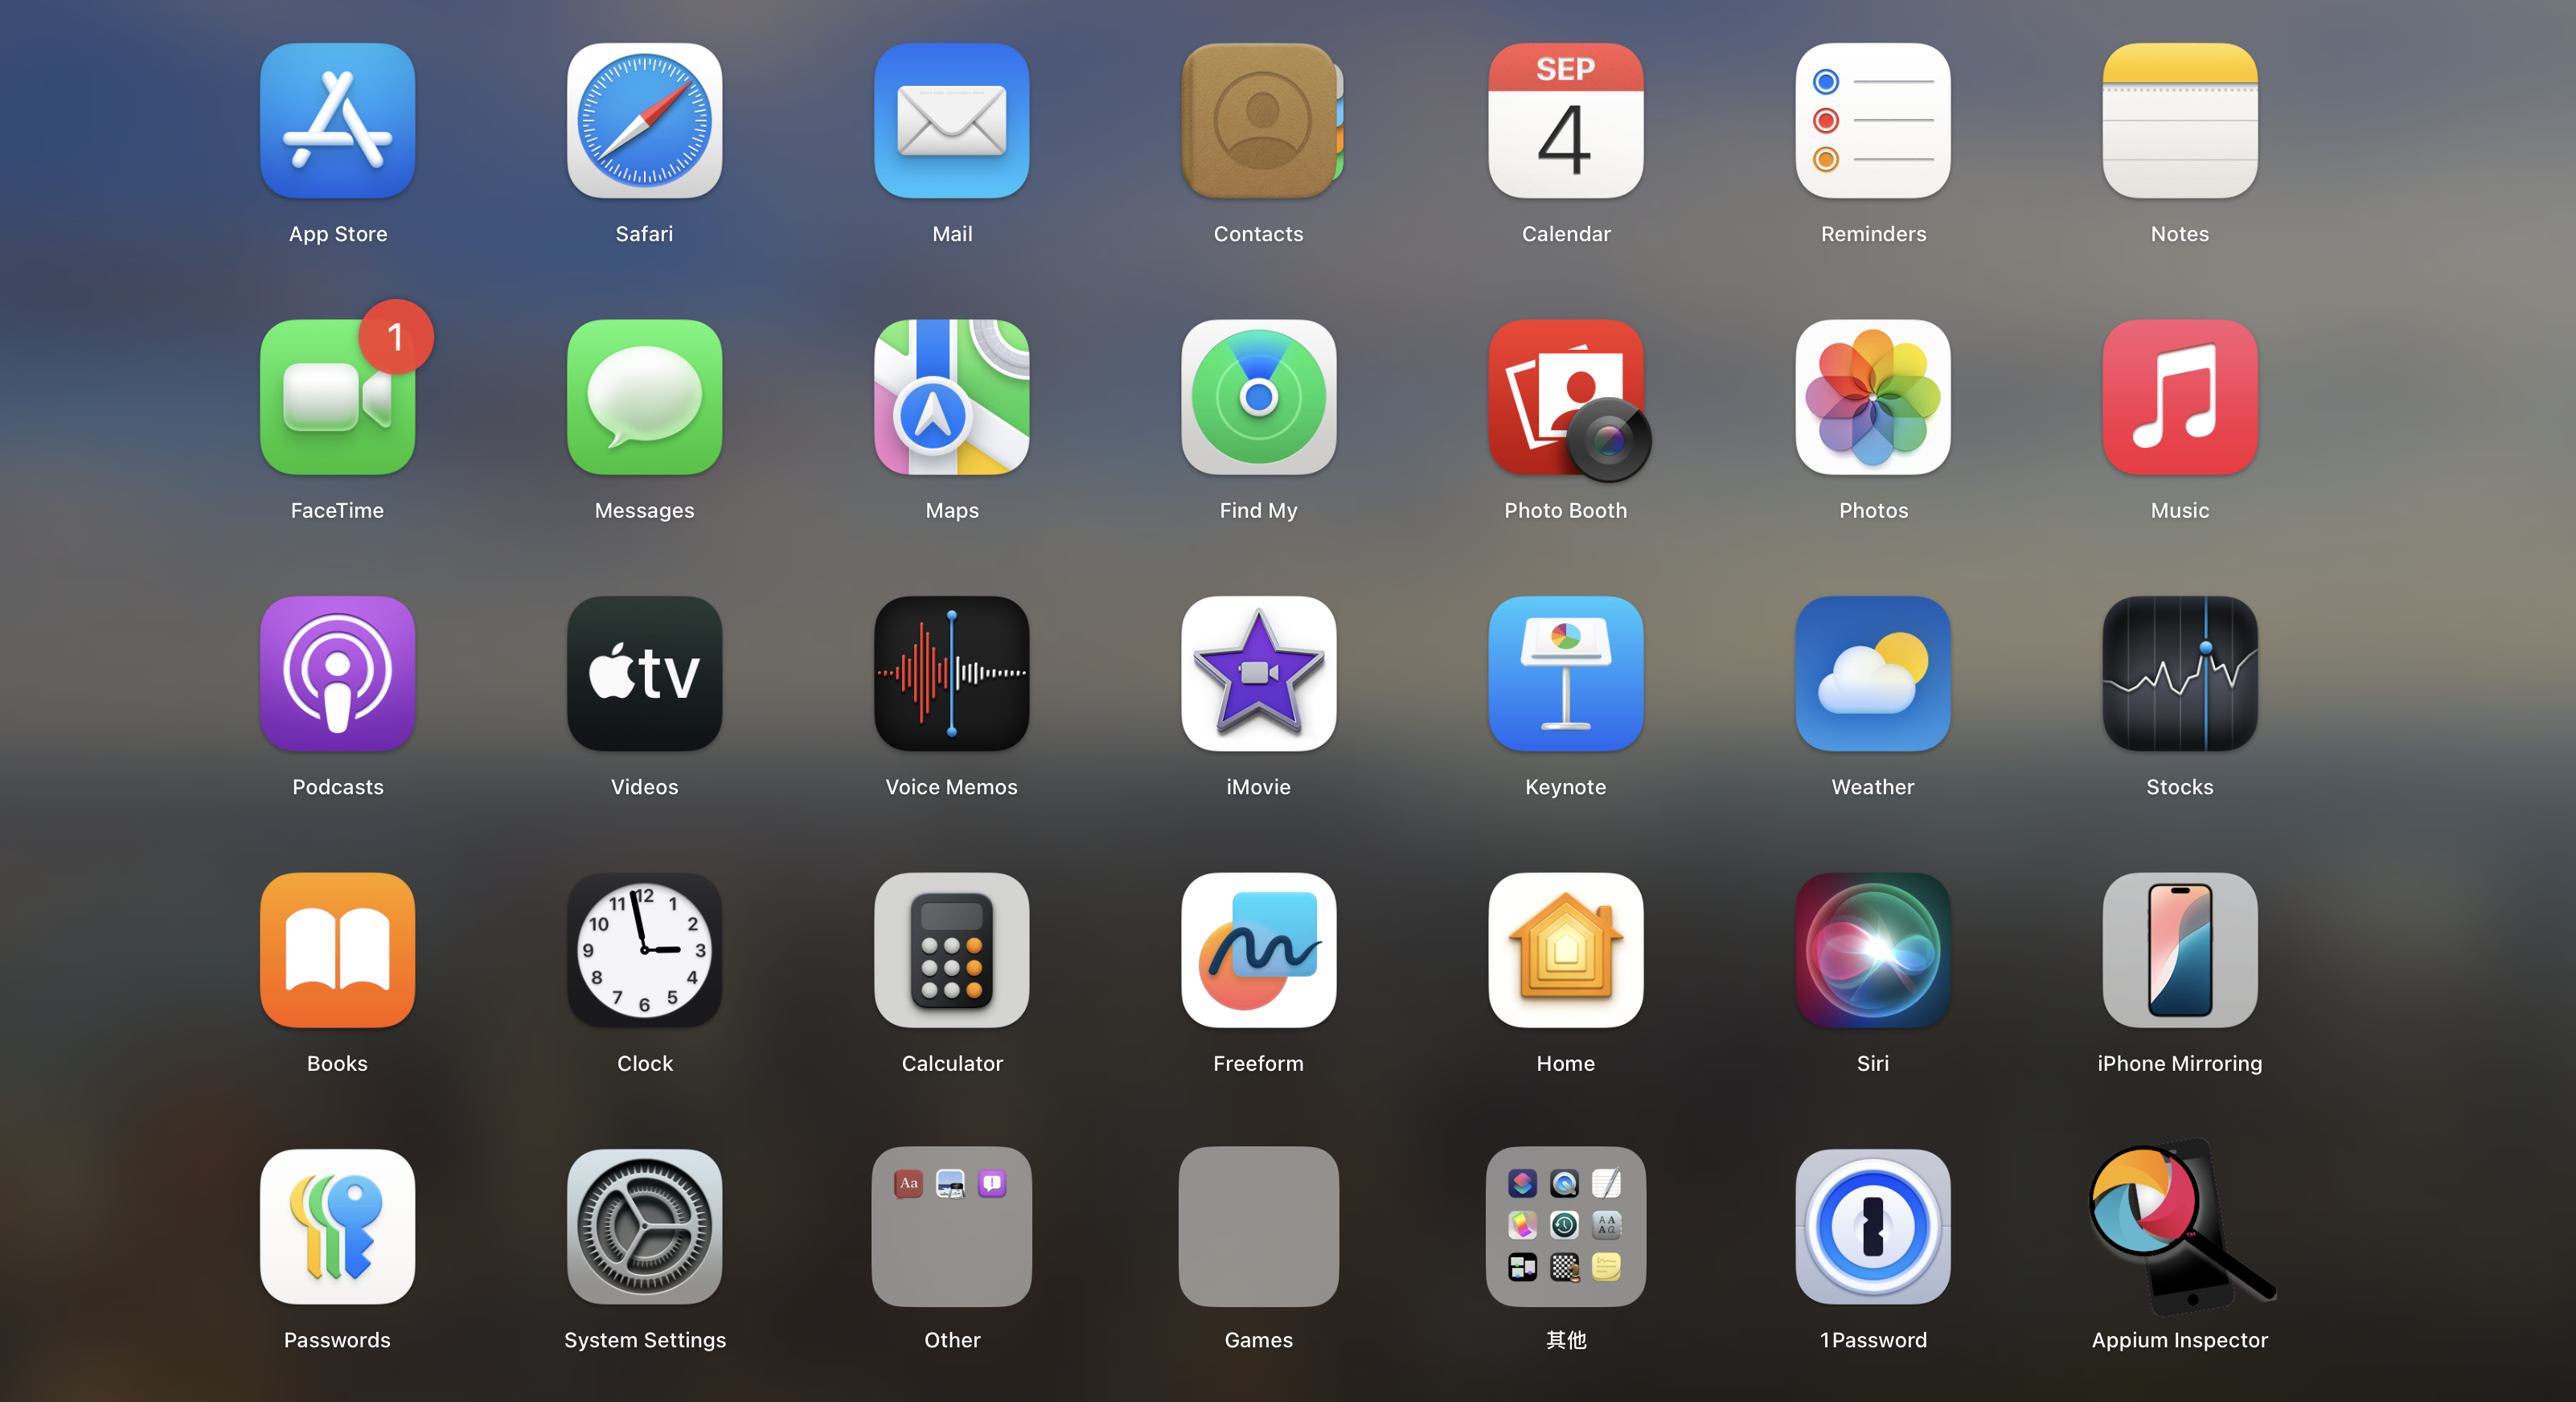 SEP
4
App Store
Safari
Mail
Contacts
Calendar
Reminders
Notes
1
FaceTime
Messages
Maps
Find My
Photo Booth
Photos
Music
tv
Podcasts
Videos
Voice Memos
iMovie
Keynote
Weather
Stocks
12
11 1
10 2
9 3
8 4
7 5
6
Books
Clock
Calculator
Freeform
Home
Siri
iPhone Mirroring
Aa
!
A A
A a
TM
Passwords
System Settings
Other
Games
其他
1Password
Appium Inspector